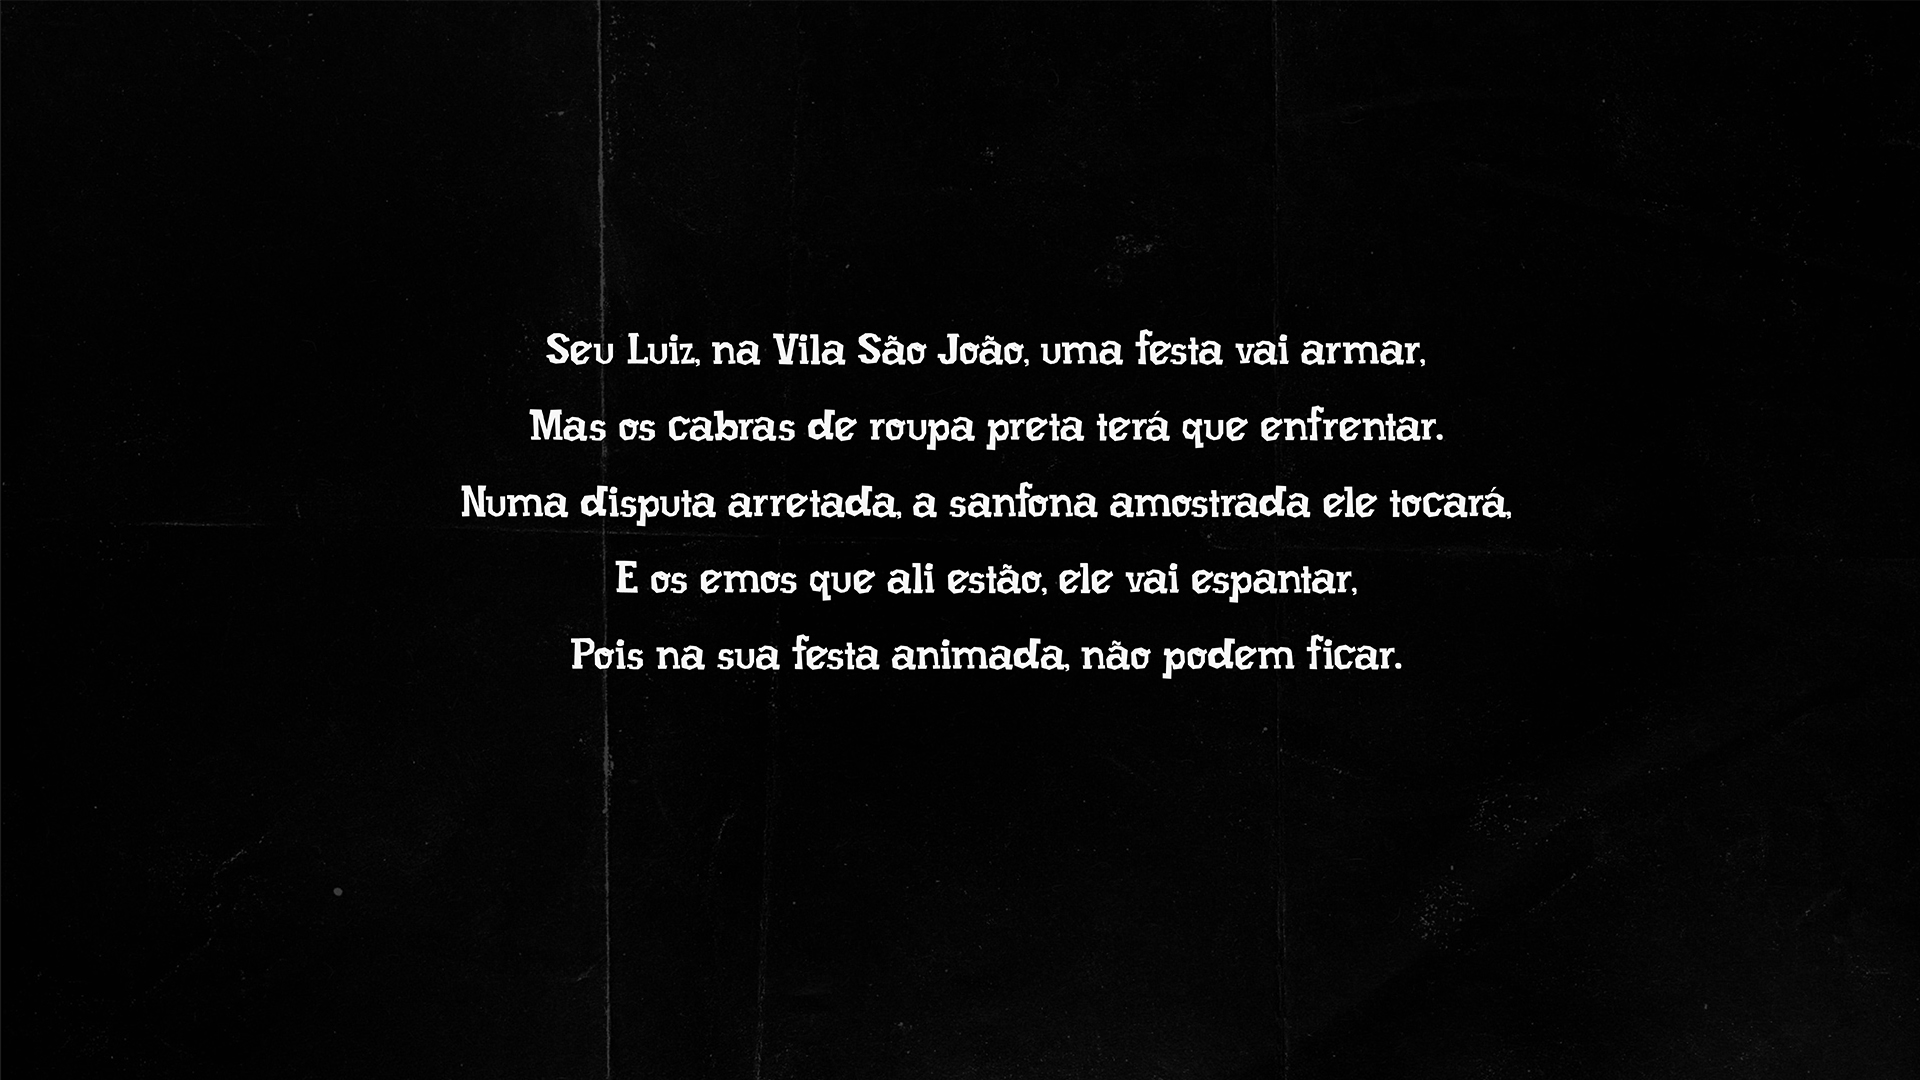 Seu Luiz, na Vila São João, uma festa vai armar,
Mas os cabras de roupa preta terá que enfrentar.
Numa disputa arretada, a sanfona amostrada ele tocará,
E os emos que ali estão, ele vai espantar,
Pois na sua festa animada, não podem ficar.